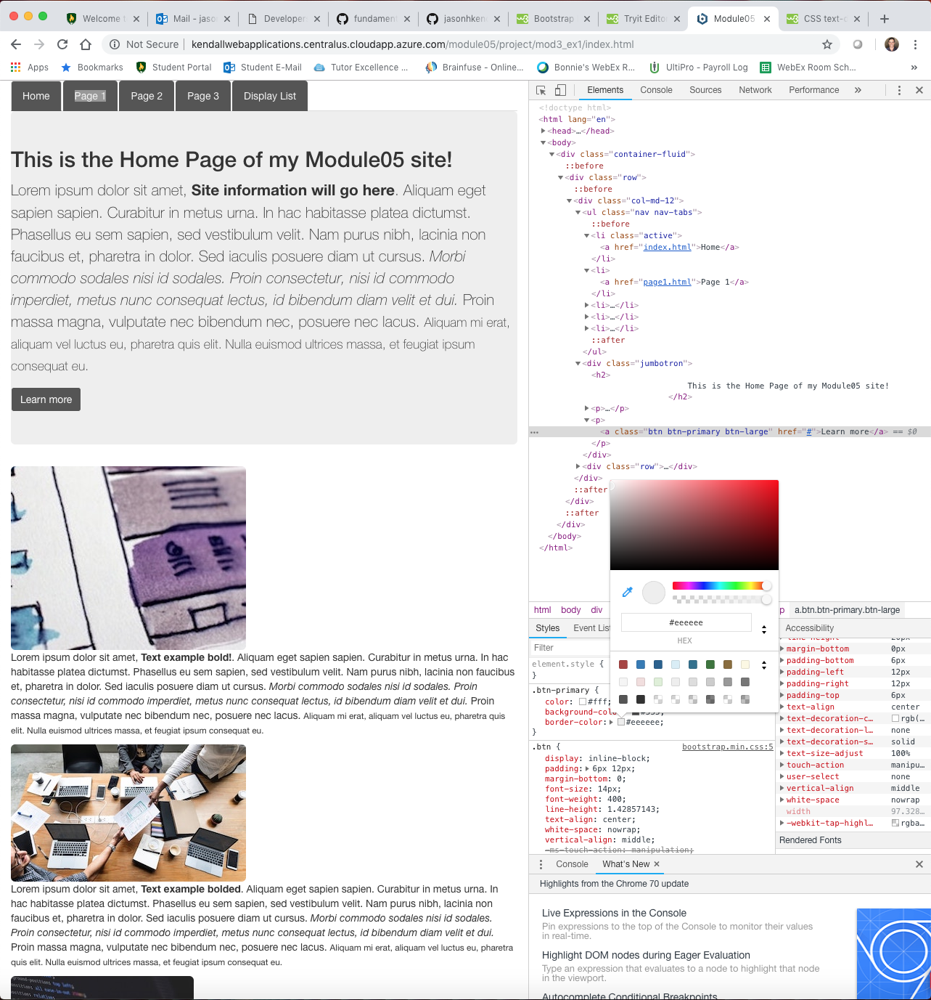 Welcome t
Mail - jaso
Developer
fundamen
jasonhken
Bootstrap
Tryit Edito
Module05
CSS text-c
Not Secure | kendallwebapplications.centralus.cloudapp.azure.com/module05/project/mod3_ex1/index.html
Apps
Bookmarks
Student Portal
Student E-Mail
Tutor Excellence ...
Brainfuse - Online...
Bonnie's WebEx R...
UltiPro - Payroll Log
WebEx Room Sch...
»
Home
Page 1
Page 2
Page 3
Display List
This is the Home Page of my Module05 site!
Lorem ipsum dolor sit amet, Site information will go here. Aliquam eget
sapien sapien. Curabitur in metus urna. In hac habitasse platea dictumst.
Phasellus eu sem sapien, sed vestibulum velit. Nam purus nibh, lacinia non
faucibus et, pharetra in dolor. Sed iaculis posuere diam ut cursus. Morbi
commodo sodales nisi id sodales. Proin consectetur, nisi id commodo
imperdiet, metus nunc consequat lectus, id bibendum diam velit et dui. Proin
massa magna, vulputate nec bibendum nec, posuere nec lacus. Aliquam mi erat,
aliquam vel luctus eu, pharetra quis elit. Nulla euismod ultrices massa, et feugiat ipsum
consequat eu.
Learn more
Lorem ipsum dolor sit amet, Text example bold!. Aliquam eget sapien sapien. Curabitur in metus urna. In hac
habitasse platea dictumst. Phasellus eu sem sapien, sed vestibulum velit. Nam purus nibh, lacinia non faucibus
et, pharetra in dolor. Sed iaculis posuere diam ut cursus. Morbi commodo sodales nisi id sodales. Proin
consectetur, nisi id commodo imperdiet, metus nunc consequat lectus, id bibendum diam velit et dui. Proin
massa magna, vulputate nec bibendum nec, posuere nec lacus. Aliquam mi erat, aliquam vel luctus eu, pharetra quis
elit. Nulla euismod ultrices massa, et feugiat ipsum consequat eu.
Lorem ipsum dolor sit amet, Text example bolded. Aliquam eget sapien sapien. Curabitur in metus urna. In
hac habitasse platea dictumst. Phasellus eu sem sapien, sed vestibulum velit. Nam purus nibh, lacinia non
faucibus et, pharetra in dolor. Sed iaculis posuere diam ut cursus. Morbi commodo sodales nisi id sodales.
Proin consectetur, nisi id commodo imperdiet, metus nunc consequat lectus, id bibendum diam velit et dui.
Proin massa magna, vulputate nec bibendum nec, posuere nec lacus. Aliquam mi erat, aliquam vel luctus eu, pharetra
quis elit. Nulla euismod ultrices massa, et feugiat ipsum consequat eu.
Elements
Console
Sources
Network
Performance
»
<!doctype html>
<html lang="en">
<head>…</head>
<body>
<div class="container-fluid">
::before
<div class="row">
::before
<div class="col-md-12">
<ul class="nav nav-tabs">
::before
<li class="active">
<a href="index.html">Home</a>
</li>
<li>
<a href="page1.html">Page 1</a>
</li>
<li>…</li>
<li>…</li>
<li>…</li>
::after
</ul>
<div class="jumbotron">
<h2>
This is the Home Page of my Module05 site!
</h2>
<p>…</p>
<p>
… <a class="btn btn-primary btn-large" href="#">Learn more</a> == $0
</p>
</div>
<div class="row">…</div>
</div>
::after
</div>
::after
</div>
</body>
</html>
#eeeeee
HEX
html
body
div
p
a.btn.btn-primary.btn-large
Styles
Event List
Filter
element.style {
}
.btn-primary {
color: #fff;
background-colo #555;
border-color: #eeeeee;
}
.btn {
bootstrap.min.css:5
display: inline-block;
padding: 6px 12px;
margin-bottom: 0;
font-size: 14px;
font-weight: 400;
line-height: 1.42857143;
text-align: center;
white-space: nowrap;
vertical-align: middle;
-ms-touch-action: manipulation;
Accessibility
line-height 20px
margin-bottom 0px
padding-bottom 6px
padding-left 12px
padding-right 12px
padding-top 6px
text-align center
text-decoration-c… rgb(…
text-decoration-l… none
text-decoration-s… solid
text-size-adjust 100%
touch-action manipu…
user-select none
vertical-align middle
white-space nowrap
width 97.328…
-webkit-tap-highl… rgba…
Rendered Fonts
Console
What's New
Highlights from the Chrome 70 update
Live Expressions in the Console
Pin expressions to the top of the Console to monitor their values
in real-time.
Highlight DOM nodes during Eager Evaluation
Type an expression that evaluates to a node to highlight that node
in the viewport.
Autocomplete Conditional Breakpoints